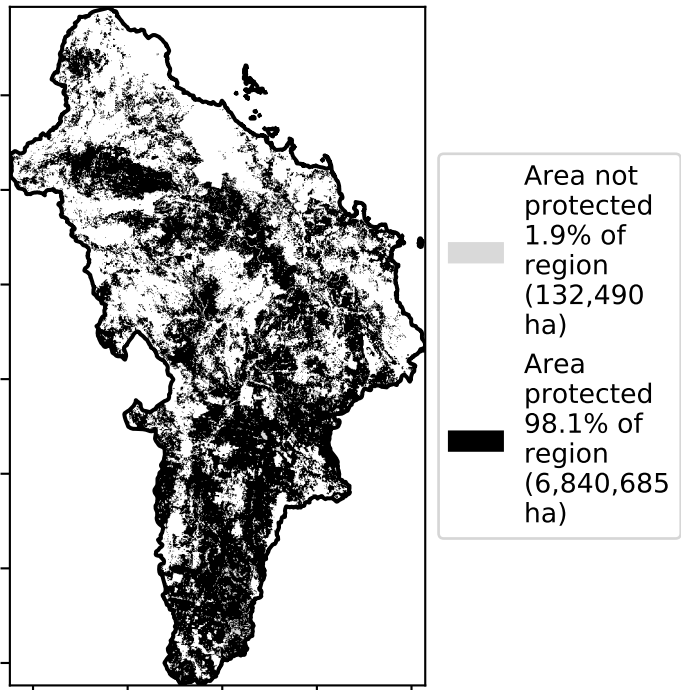 Area not
protected
1.9% of
region
(132,490
ha)
Area
protected
98.1% of
region
(6,840,685
ha)